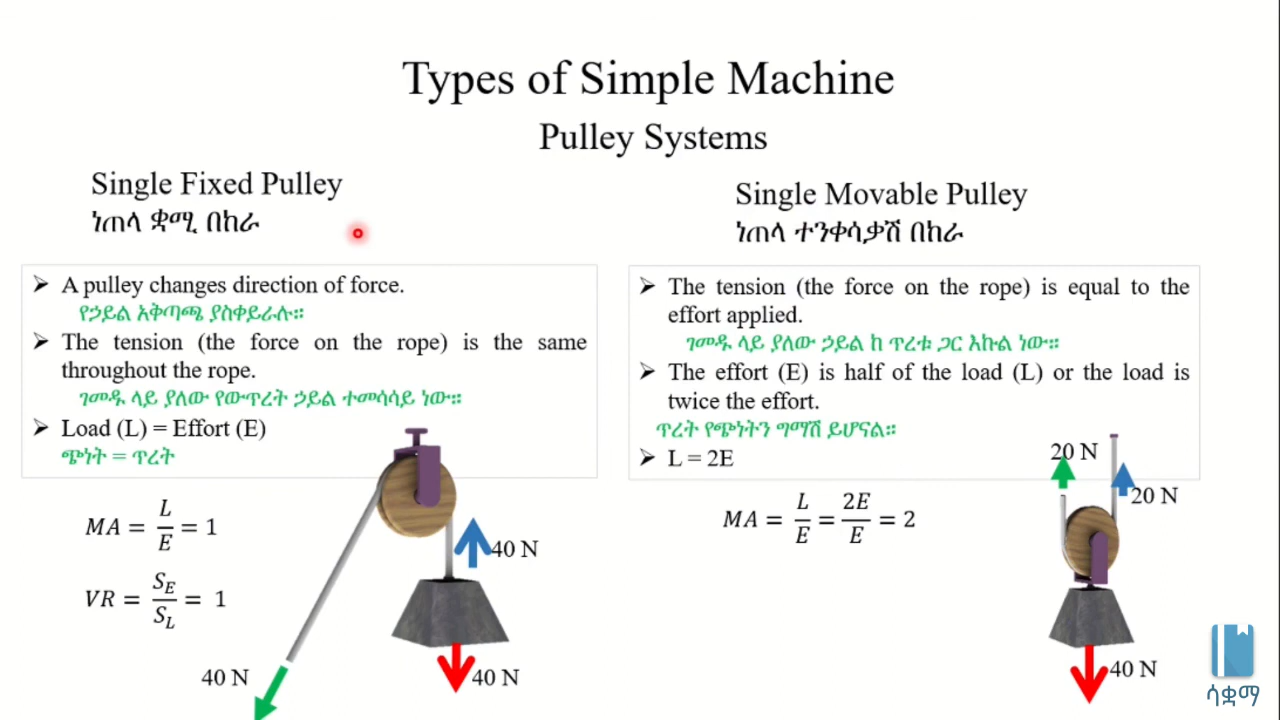 Types of Simple Machine
Pulley Systems
Single Fixed Pulley
ነጠላ ቋሚ በከራ
➢ A pulley changes direction of force.
የኃይል አቅጣጫ ያስቀይራሉ።
➢ The tension (the force on the rope) is the same
throughout the rope.
ገመዱ ላይ ያለው የውጥረት ኃይል ተመሳሳይ ነው።
➢ Load (L) = Effort (E)
ጭነት = ጥረት
MA = L/E = 1
VR = S_E/S_L = 1
40 N
40 N
40 N
Single Movable Pulley
ነጠላ ተንቀሳቃሽ በከራ
➢ The tension (the force on the rope) is equal to the
effort applied.
ገመዱ ላይ ያለው ኃይል ከ ጥረቱ ጋር እኩል ነው።
➢ The effort (E) is half of the load (L) or the load is
twice the effort.
ጥረት የጭነትን ግማሽ ይሆናል።
➢ L = 2E
MA = L/E = 2E/E = 2
20 N
20 N
40 N
ሳቋማ